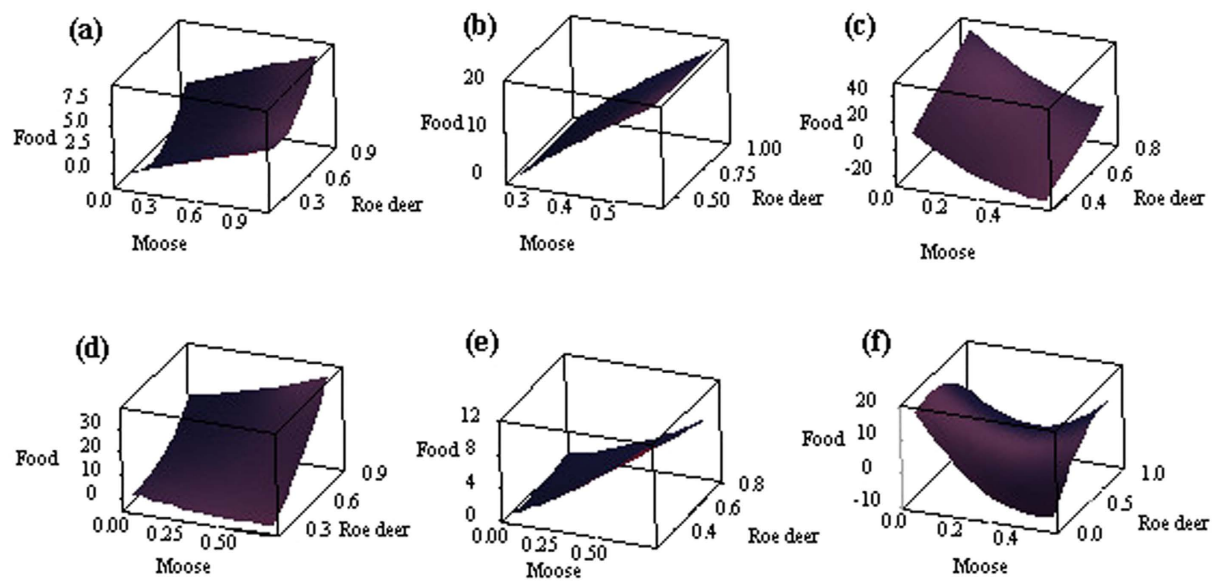 (a)
7.5
5.0
Food 2.5
0.0
0.0 0.3 0.6 0.9
Moose
0.3 0.6 0.9
Roe deer
(b)
20
Food 10
0
0.3 0.4 0.5
Moose
0.50 0.75 1.00
Roe deer
(c)
40
20
Food 0
-20
0.0 0.2 0.4
Moose
0.4 0.6 0.8
Roe deer
(d)
30
20
Food 10
0
0.00 0.25 0.50
Moose
0.3 0.6 0.9
Roe deer
(e)
12
Food 8
4
0
0.00 0.25 0.50
Moose
0.4 0.6 0.8
Roe deer
(f)
20
Food 10
0
-10
0.0 0.2 0.4
Moose
0.0 0.5 1.0
Roe deer